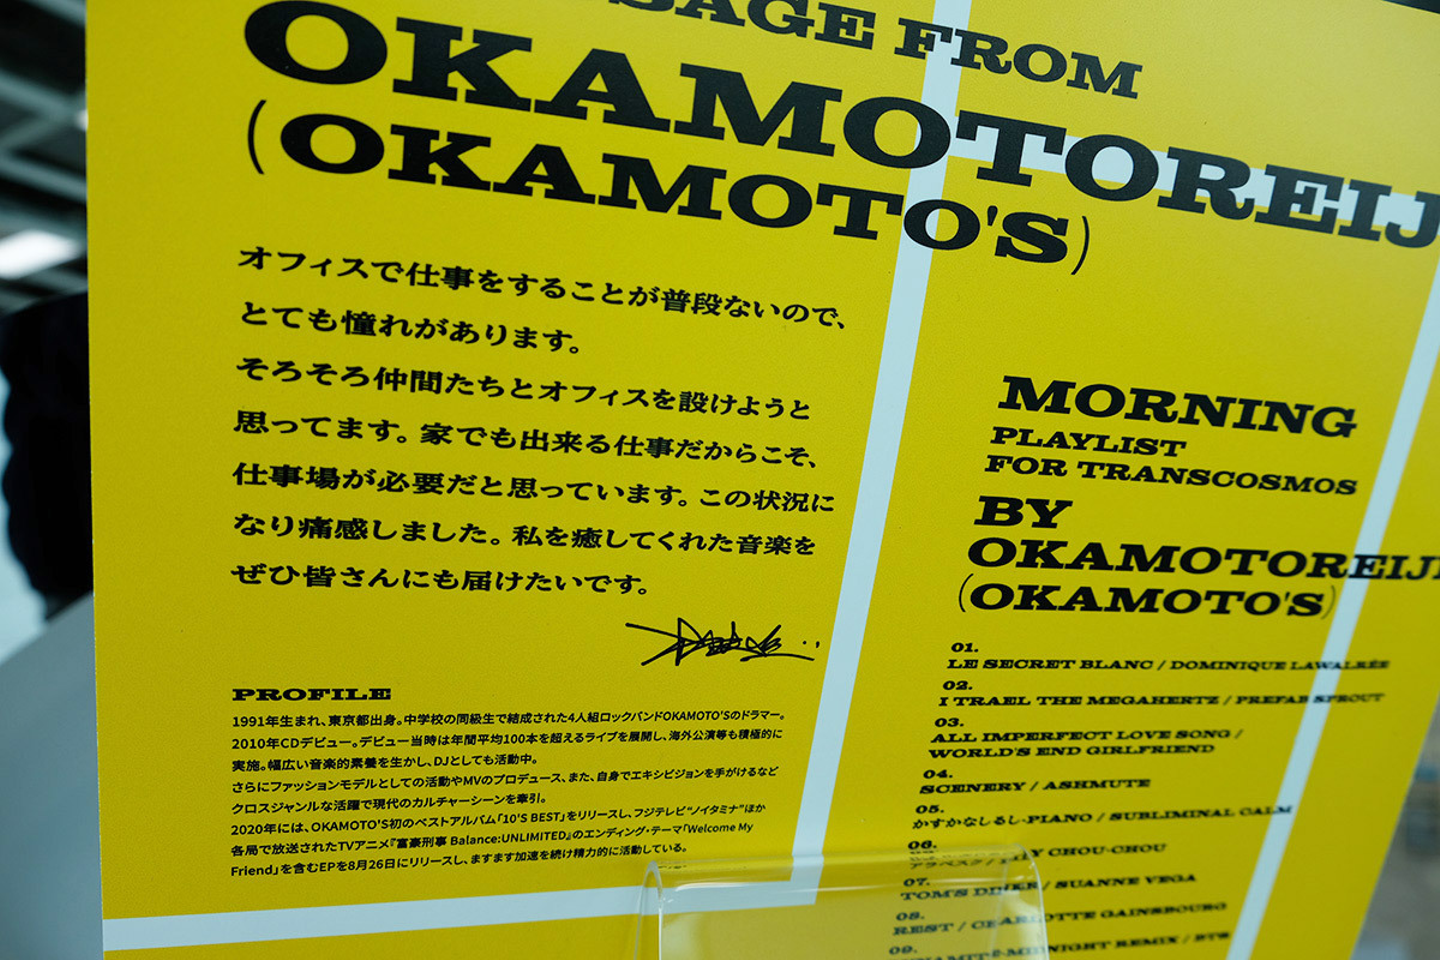 SAGE FROM
OKAMOTOREIJ
(OKAMOTO'S)
オフィスで仕事をすることが普段ないので、
とても憧れがあります。
そろそろ仲間たちとオフィスを設けようと
思ってます。家でも出来る仕事だからこそ、
仕事場が必要だと思っています。この状況に
なり痛感しました。私を癒してくれた音楽を
ぜひ皆さんにも届けたいです。
PROFILE
1991年生まれ、東京都出身。中学校の同級生で結成された4人組ロックバンドOKAMOTO'Sのドラマー。
2010年CDデビュー。デビュー当時は年間平均100本を超えるライブを展開し、海外公演等も積極的に
実施。幅広い音楽的素養を生かし、DJとしても活動中。
さらにファッションモデルとしての活動やMVのプロデュース、また、自身でエキシビジョンを手がけるなど
クロスジャンルな活躍で現代のカルチャーシーンを牽引。
2020年には、OKAMOTO'S初のベストアルバム「10'S BEST」をリリースし、フジテレビ"ノイタミナ"ほか
各局で放送されたTVアニメ『富豪刑事 Balance:UNLIMITED』のエンディング・テーマ「Welcome My
Friend」を含むEPを8月26日にリリースし、ますます加速を続け精力的に活動している。
MORNING
PLAYLIST
FOR TRANSCOSMOS
BY
OKAMOTOREIJI
(OKAMOTO'S)
01.
LE SECRET BLANC / DOMINIQUE LAWALRÉE
02.
I TRAEL THE MEGAHERTZ / PREFAB SPROUT
03.
ALL IMPERFECT LOVE SONG /
WORLD'S END GIRLFRIEND
04.
SCENERY / ASHMUTE
05.
かすかなしるし-PIANO / SUBLIMINAL CALM
06.
アラベスク / LILY CHOU-CHOU
07.
TOM'S DINER / SUANNE VEGA
08.
REST / CHARLOTTE GAINSBOURG
09.
MIDNIGHT REMIX / BTS